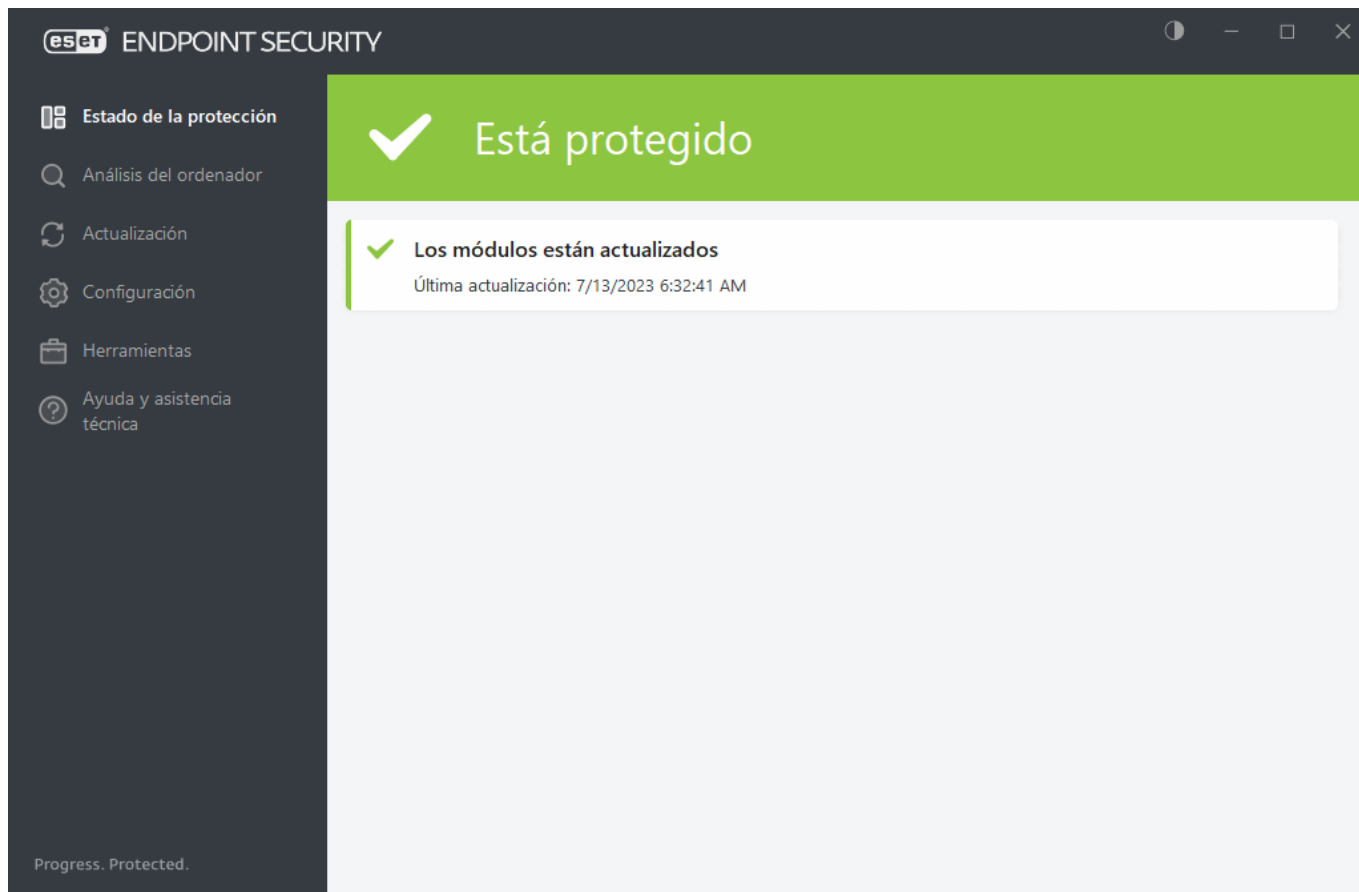 eset ENDPOINT SECURITY
Estado de la protección
Análisis del ordenador
Actualización
Configuración
Herramientas
Ayuda y asistencia
técnica
Está protegido
Los módulos están actualizados
Última actualización: 7/13/2023 6:32:41 AM
Progress. Protected.